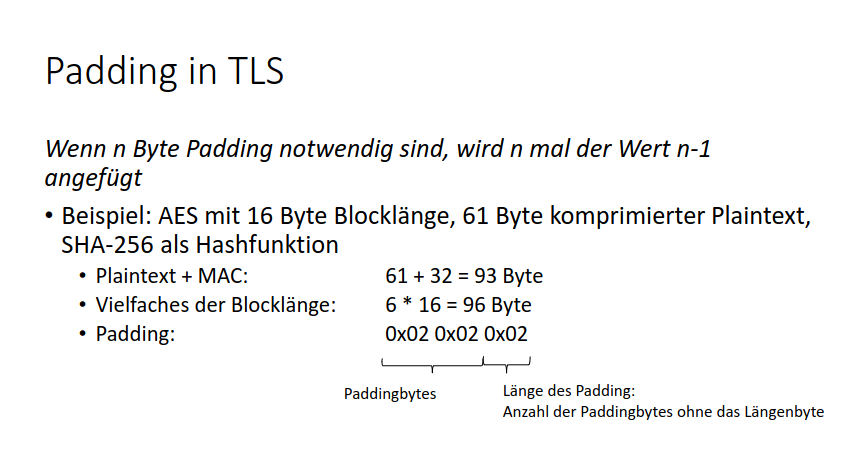 Padding in TLS
Wenn n Byte Padding notwendig sind, wird n mal der Wert n-1
angefügt
• Beispiel: AES mit 16 Byte Blocklänge, 61 Byte komprimierter Plaintext,
SHA-256 als Hashfunktion
• Plaintext + MAC: 61 + 32 = 93 Byte
• Vielfaches der Blocklänge: 6 * 16 = 96 Byte
• Padding: 0x02 0x02 0x02
Paddingbytes
Länge des Padding:
Anzahl der Paddingbytes ohne das Längenbyte